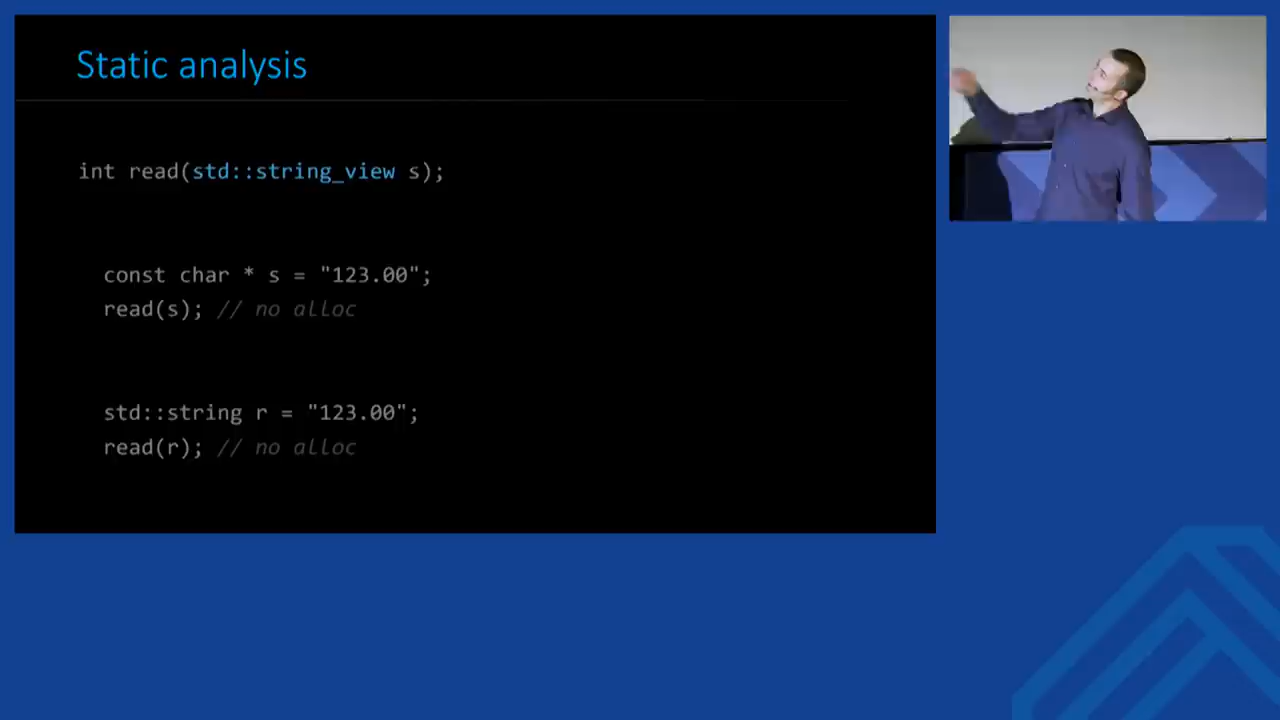 Static analysis
int read(std::string_view s);
const char * s = "123.00";
read(s); // no alloc
std::string r = "123.00";
read(r); // no alloc